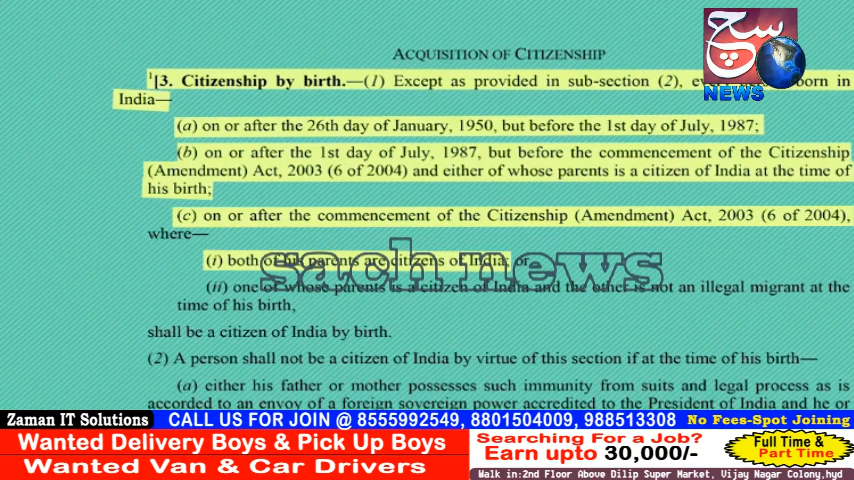 ACQUISITION OF CITIZENSHIP
سچ
NEWS
¹[3. Citizenship by birth.—(1) Except as provided in sub-section (2), born in
India—
(a) on or after the 26th day of January, 1950, but before the 1st day of July, 1987;
(b) on or after the 1st day of July, 1987, but before the commencement of the Citizenship
(Amendment) Act, 2003 (6 of 2004) and either of whose parents is a citizen of India at the time of
his birth;
(c) on or after the commencement of the Citizenship (Amendment) Act, 2003 (6 of 2004),
where—
(i) both of his parents are citizens of India; or
sach news
(ii) one of whose parents is a citizen of India and the other is not an illegal migrant at the
time of his birth,
shall be a citizen of India by birth.
(2) A person shall not be a citizen of India by virtue of this section if at the time of his birth—
(a) either his father or mother possesses such immunity from suits and legal process as is
accorded to an envoy of a foreign sovereign power accredited to the President of India and he or
Zaman IT Solutions
CALL US FOR JOIN @ 8555992549, 8801504009, 988513308
No Fees-Spot Joining
Wanted Delivery Boys & Pick Up Boys
Wanted Van & Car Drivers
Searching For a Job?
Earn upto 30,000/-
Full Time &
Part Time
Walk in:2nd Floor Above Dilip Super Market, Vijay Nagar Colony,hyd